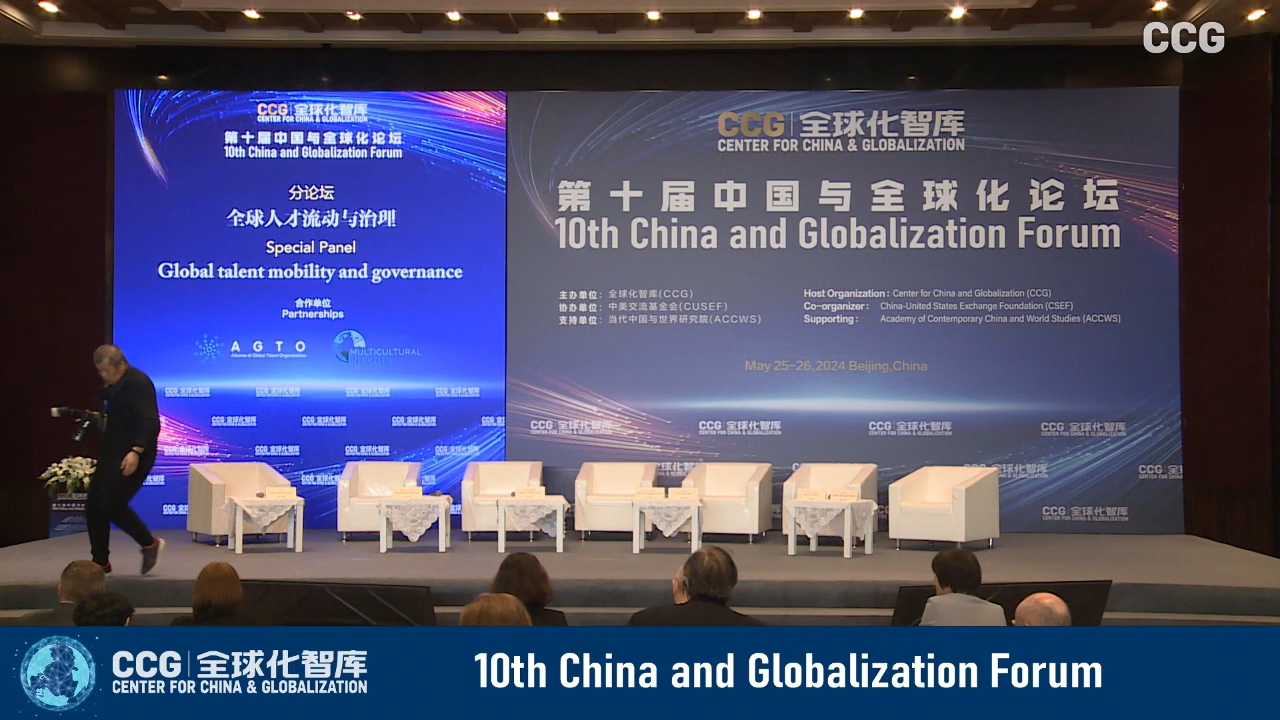 CCG
CCG 全球化智库
CENTER FOR CHINA & GLOBALIZATION
第十届中国与全球化论坛
10th China and Globalization Forum
分论坛
全球人才流动与治理
Special Panel
Global talent mobility and governance
合作单位
Partnerships
AGTO
Alliance of Global Talent Organizations
MULTICULTURAL
CCG 全球化智库
CENTER FOR CHINA & GLOBALIZATION
第十届中国与全球化论坛
10th China and Globalization Forum
主办单位：全球化智库(CCG)
协办单位：中美交流基金会(CUSEF)
支持单位：当代中国与世界研究院(ACCWS)
Host Organization: Center for China and Globalization (CCG)
Co-organizer: China-United States Exchange Foundation (CSEF)
Supporting: Academy of Contemporary China and World Studies (ACCWS)
May 25-26,2024 Beijing,China
CCG 全球化智库
CENTER FOR CHINA & GLOBALIZATION
10th China and Globalization Forum